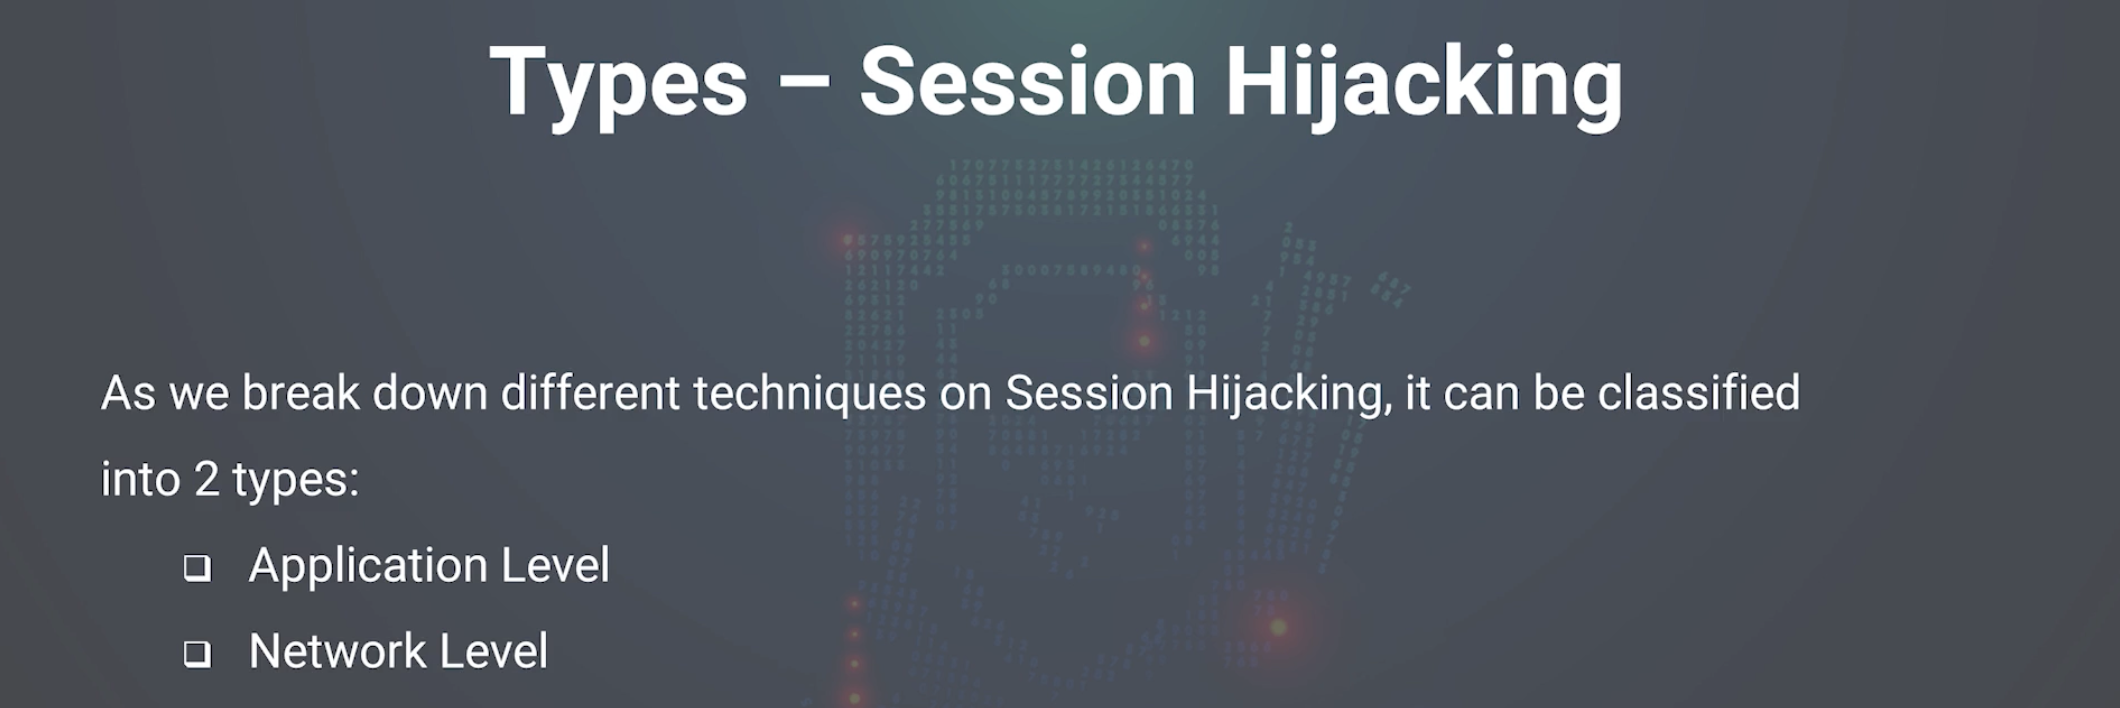 Types – Session Hijacking
As we break down different techniques on Session Hijacking, it can be classified
into 2 types:
❑ Application Level
❑ Network Level